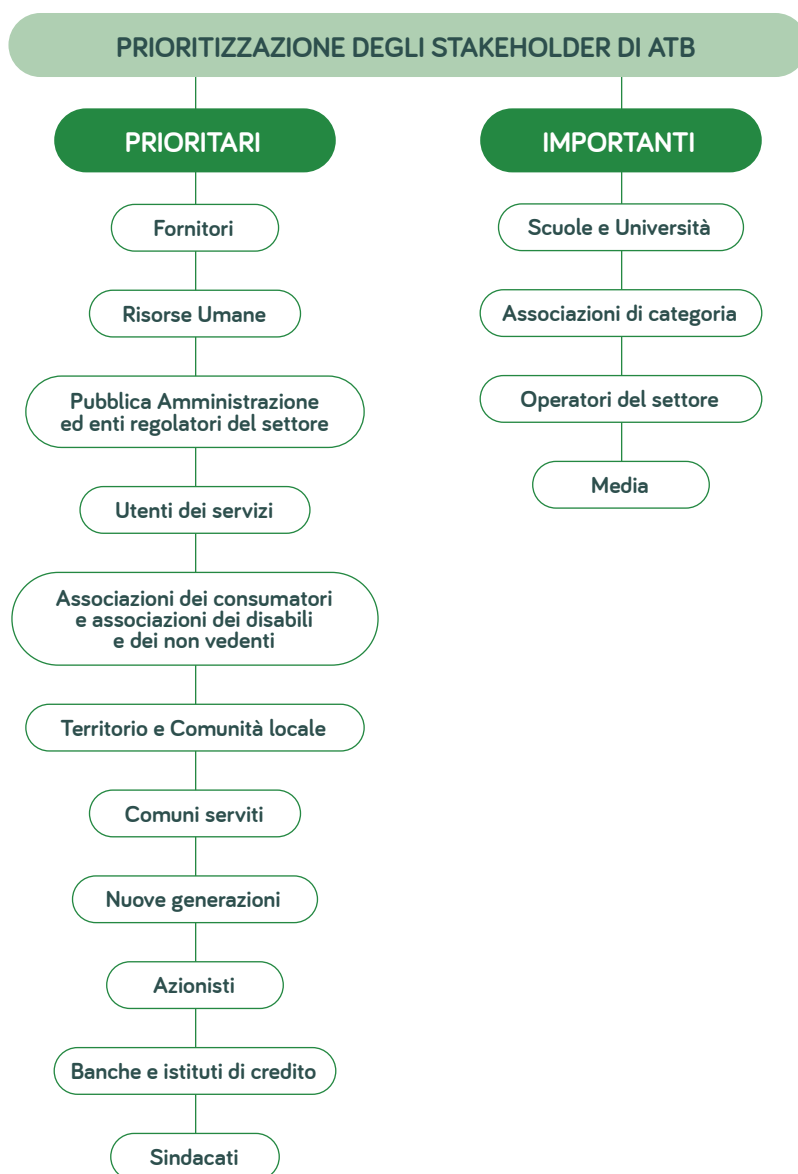 PRIORITIZZAZIONE DEGLI STAKEHOLDER DI ATB
PRIORITARI
Fornitori
Risorse Umane
Pubblica Amministrazione
ed enti regolatori del settore
Utenti dei servizi
Associazioni dei consumatori
e associazioni dei disabili
e dei non vedenti
Territorio e Comunità locale
Comuni serviti
Nuove generazioni
Azionisti
Banche e istituti di credito
Sindacati
IMPORTANTI
Scuole e Università
Associazioni di categoria
Operatori del settore
Media